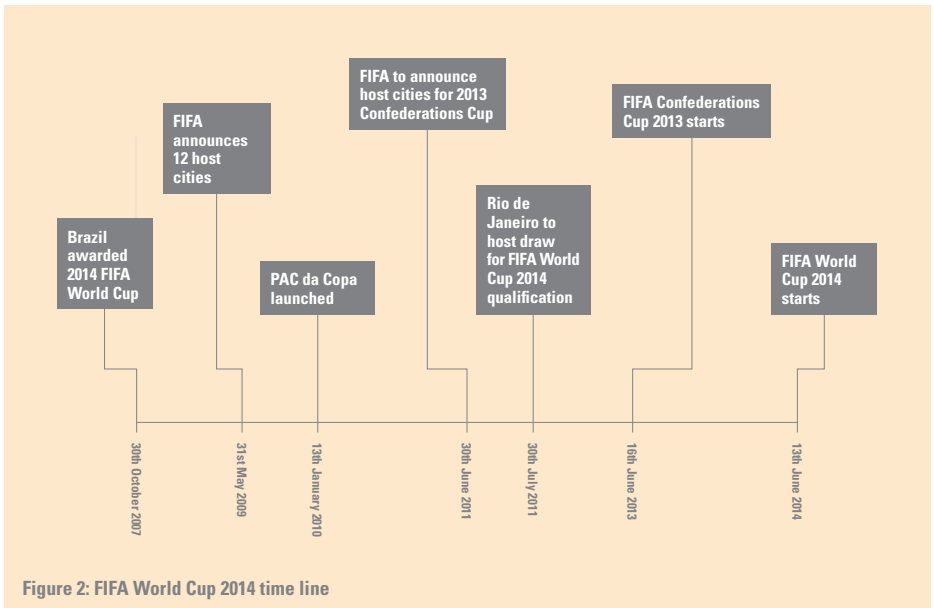 Brazil
awarded
2014 FIFA
World Cup
FIFA
announces
12 host
cities
PAC da Copa
launched
FIFA to announce
host cities for 2013
Confederations Cup
Rio de
Janeiro to
host draw
for FIFA World
Cup 2014
qualification
FIFA Confederations
Cup 2013 starts
FIFA World
Cup 2014
starts
30th October 2007
31st May 2009
13th January 2010
30th June 2011
30th July 2011
16th June 2013
13th June 2014
Figure 2: FIFA World Cup 2014 time line